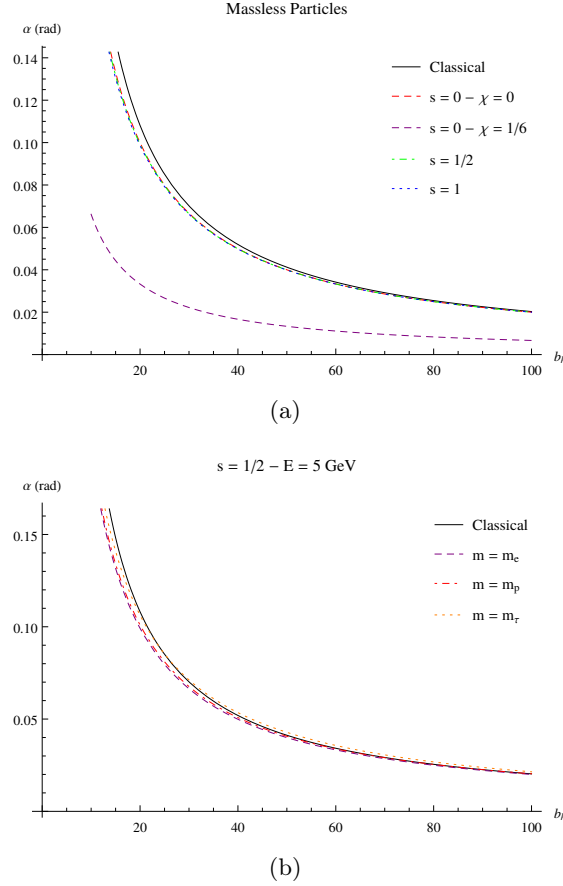 Massless Particles
α (rad)
0.14
0.12
0.10
0.08
0.06
0.04
0.02
20
40
60
80
100
Classical
s = 0 − χ = 0
s = 0 − χ = 1/6
s = 1/2
s = 1
(a)
s = 1/2 − E = 5 GeV
α (rad)
0.15
0.10
0.05
20
40
60
80
100
Classical
m = mₑ
m = mₚ
m = m_τ
(b)